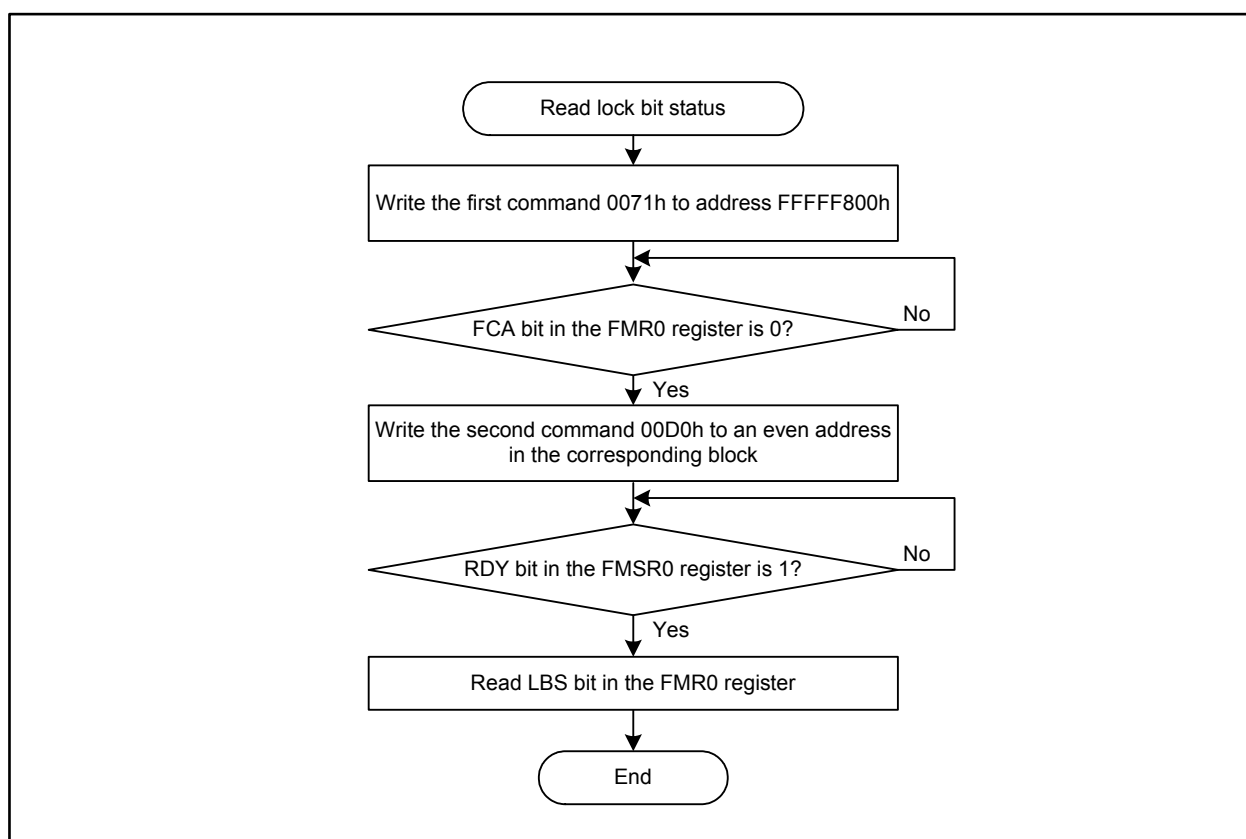 Read lock bit status
Write the first command 0071h to address FFFFF800h
FCA bit in the FMR0 register is 0?
No
Yes
Write the second command 00D0h to an even address
in the corresponding block
RDY bit in the FMSR0 register is 1?
No
Yes
Read LBS bit in the FMR0 register
End